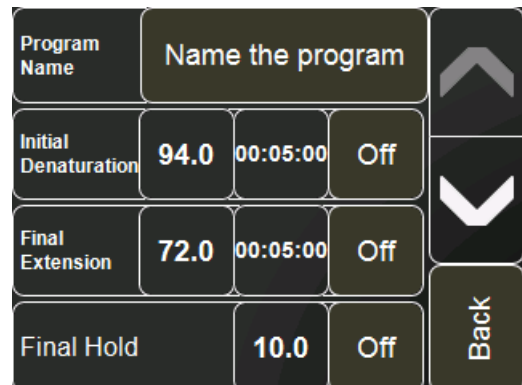 Program
Name
Name the program
Initial
Denaturation
94.0
00:05:00
Off
Final
Extension
72.0
00:05:00
Off
Final Hold
10.0
Off
Back